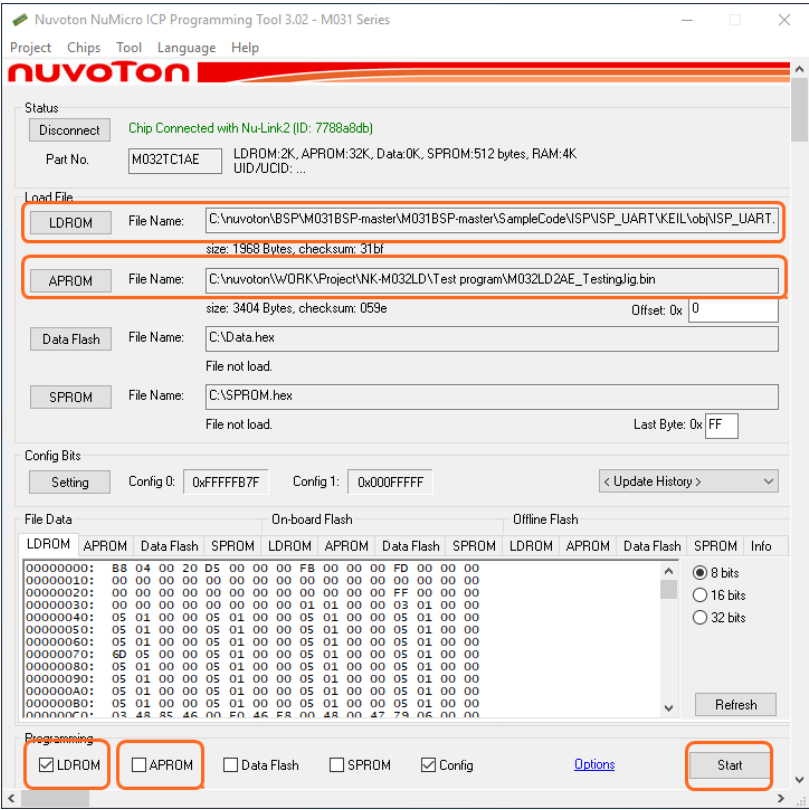 Nuvoton NuMicro ICP Programming Tool 3.02 - M031 Series
Project Chips Tool Language Help
nuvoTon
Status
Disconnect Chip Connected with Nu-Link2 (ID: 7788a8db)
Part No. M032TC1AE LDROM:2K, APROM:32K, Data:0K, SPROM:512 bytes, RAM:4K
UID/UCID: ...
Load File
LDROM File Name: C:\nuvoton\BSP\M031BSP-master\M031BSP-master\SampleCode\ISP\ISP_UART\KEIL\obj\ISP_UART.
size: 1968 Bytes, checksum: 31bf
APROM File Name: C:\nuvoton\WORK\Project\NK-M032LD\Test program\M032LD2AE_TestingJig.bin
size: 3404 Bytes, checksum: 059e Offset: 0x 0
Data Flash File Name: C:\Data.hex
File not load.
SPROM File Name: C:\SPROM.hex
File not load. Last Byte: 0x FF
Config Bits
Setting Config 0: 0xFFFFFB7F Config 1: 0x000FFFFF < Update History >
File Data On-board Flash Offline Flash
LDROM APROM Data Flash SPROM LDROM APROM Data Flash SPROM LDROM APROM Data Flash SPROM Info
00000000: B8 04 00 20 D5 00 00 00 FB 00 00 00 FD 00 00 00
00000010: 00 00 00 00 00 00 00 00 00 00 00 00 00 00 00 00
00000020: 00 00 00 00 00 00 00 00 00 00 00 00 FF 00 00 00
00000030: 00 00 00 00 00 00 00 00 01 01 00 00 03 01 00 00
00000040: 05 01 00 00 05 01 00 00 05 01 00 00 05 01 00 00
00000050: 05 01 00 00 05 01 00 00 05 01 00 00 05 01 00 00
00000060: 05 01 00 00 05 01 00 00 05 01 00 00 05 01 00 00
00000070: 6D 05 00 00 05 01 00 00 05 01 00 00 05 01 00 00
00000080: 05 01 00 00 05 01 00 00 05 01 00 00 05 01 00 00
00000090: 05 01 00 00 05 01 00 00 05 01 00 00 05 01 00 00
000000A0: 05 01 00 00 05 01 00 00 05 01 00 00 05 01 00 00
000000B0: 05 01 00 00 05 01 00 00 05 01 00 00 05 01 00 00
000000C0: 03 48 85 46 00 F0 46 F8 00 48 00 47 79 06 00 00
8 bits
16 bits
32 bits
Refresh
Programming
LDROM APROM Data Flash SPROM Config Options Start